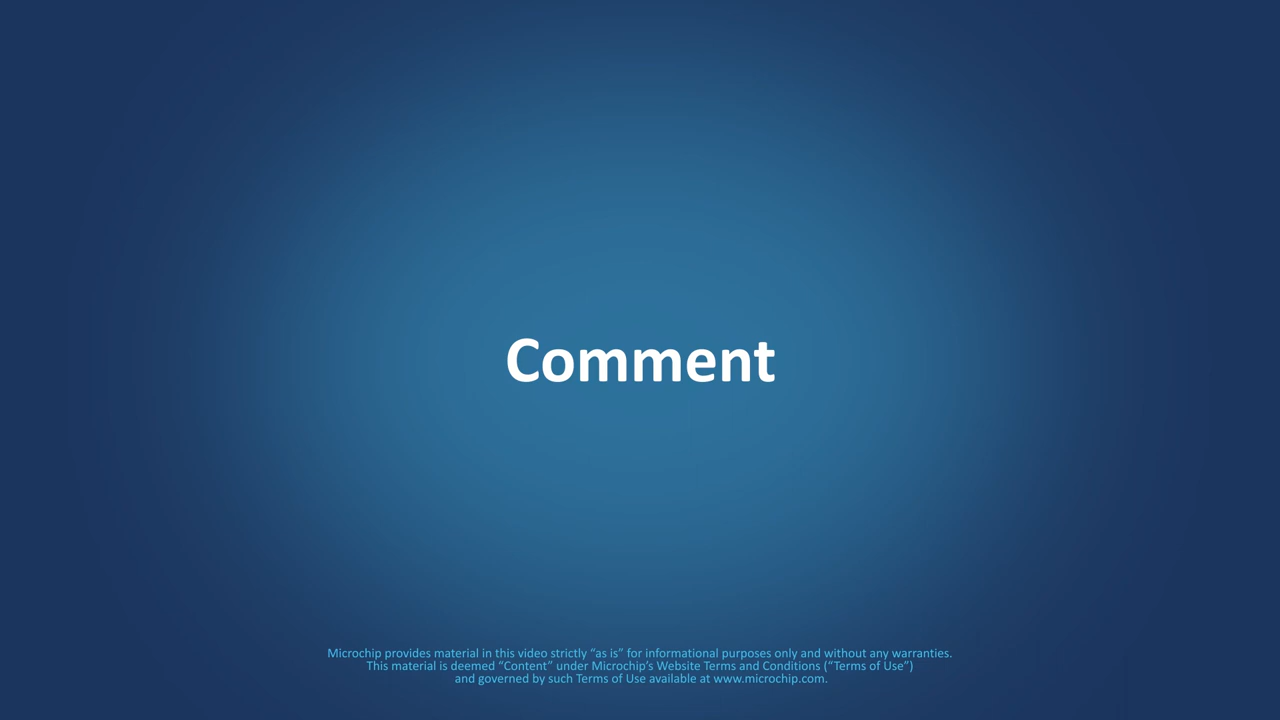 Comment
Microchip provides material in this video strictly “as is” for informational purposes only and without any warranties.
This material is deemed “Content” under Microchip’s Website Terms and Conditions (“Terms of Use”)
and governed by such Terms of Use available at www.microchip.com.